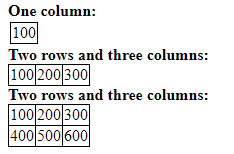 One column:
100
Two rows and three columns:
100 200 300
Two rows and three columns:
100 200 300
400 500 600